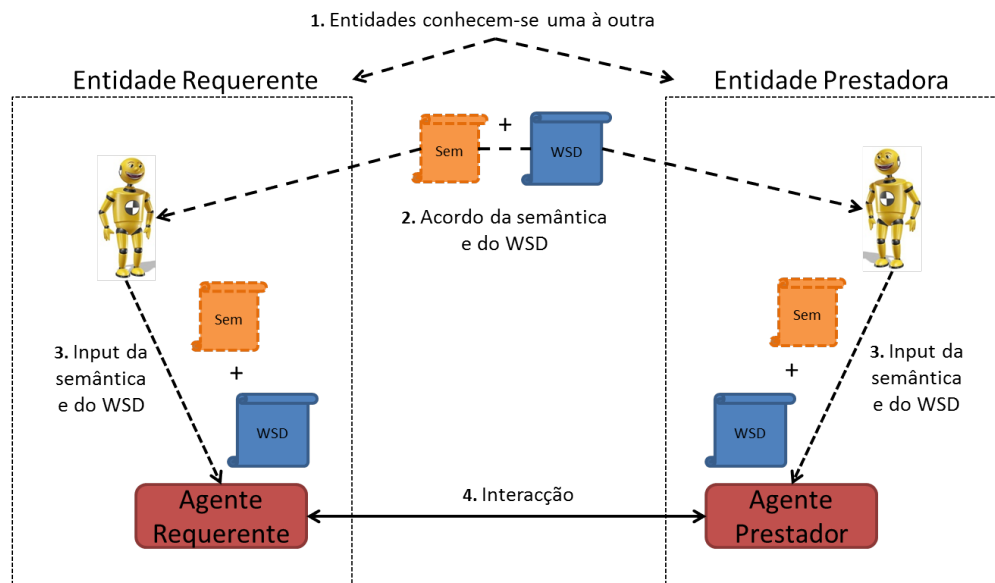 1. Entidades conhecem-se uma à outra
Entidade Requerente
Entidade Prestadora
+
Sem
WSD
2. Acordo da semântica
e do WSD
Sem
3. Input da
semântica
e do WSD
+
WSD
Sem
3. Input da
semântica
e do WSD
+
WSD
Agente
Requerente
4. Interacção
Agente
Prestador